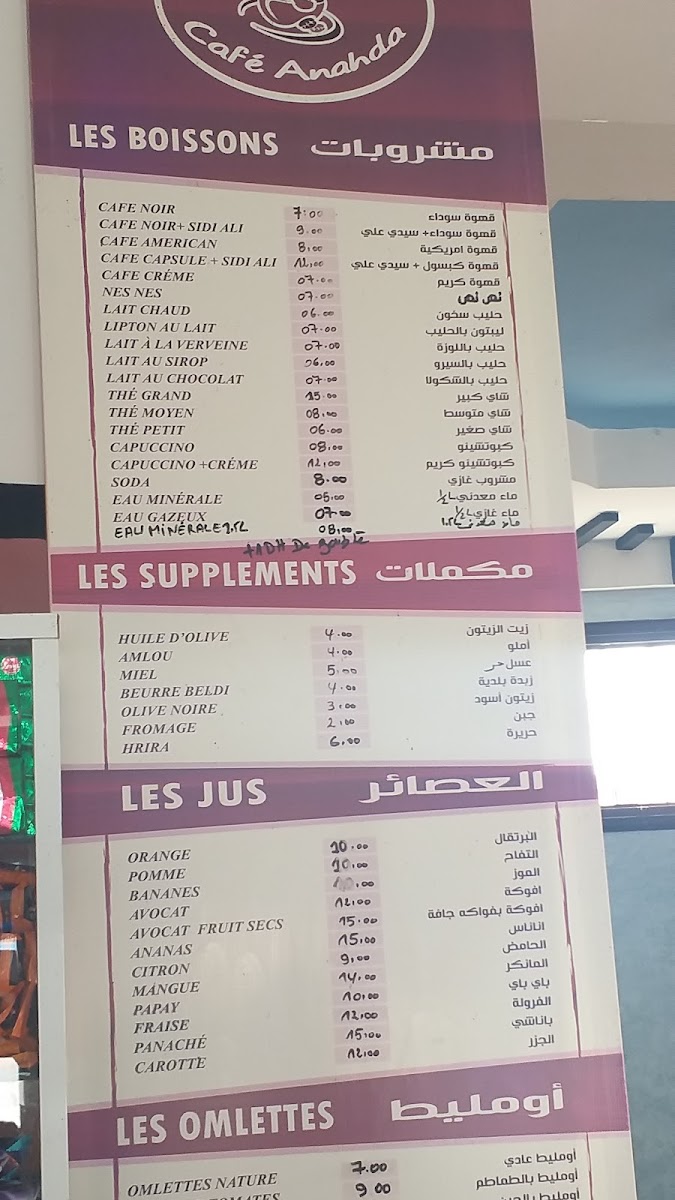 Café Ananda
LES BOISSONS مشروبات
CAFE NOIR 7:00 قهوة سوداء
CAFE NOIR+ SIDI ALI 9.00 قهوة سوداء+ سيدي علي
CAFE AMERICAN 8,00 قهوة امريكية
CAFE CAPSULE + SIDI ALI 12,00 قهوة كبسول + سيدي علي
CAFE CRÉME 07.00 قهوة كريم
NES NES 07.00 نص نص
LAIT CHAUD 06.00 حليب سخون
LIPTON AU LAIT 07.00 ليبتون بالحليب
LAIT À LA VERVEINE 07.00 حليب باللويزة
LAIT AU SIROP 06,00 حليب بالسيرو
LAIT AU CHOCOLAT 07.00 حليب بالشكولا
THÉ GRAND 15.00 شاي كبير
THÉ MOYEN 08,00 شاي متوسط
THÉ PETIT 06.00 شاي صغير
CAPUCCINO 08,00 كبوتشينو
CAPUCCINO +CRÉME 12,00 كبوتشينو كريم
SODA 8.00 مشروب غازي
EAU MINÉRALE 05,00 ماء معدني 1/2L
EAU GAZEUX 07.00 ماء غازي 1/2L
EAU MINÉRALE 08,00
LES SUPPLEMENTS مكملات
HUILE D'OLIVE 4.00 زيت الزيتون
AMLOU 4.00 أملو
MIEL 5,00 عسل حر
BEURRE BELDI 4.00 زبدة بلدية
OLIVE NOIRE 3,00 زيتون أسود
FROMAGE 2,00 جبن
HRIRA 6,00 حريرة
LES JUS العصائر
ORANGE 10.00 البرتقال
POMME 10,00 التفاح
BANANES الموز
AVOCAT 12,00 افوكة
AVOCAT FRUIT SECS 15.00 افوكة بفواكه جافة
ANANAS 15,00 اناناس
CITRON 9,00 الحامض
MANGUE 14.00 المانكر
PAPAY 10,00 باي باي
FRAISE 12,00 الفرولة
PANACHÉ 15,00 باناشي
CAROTTE 12,00 الجزر
LES OMLETTES أومليط
OMLETTES NATURE 7.00 أومليط عادي
9 00 أومليط بالطماطم